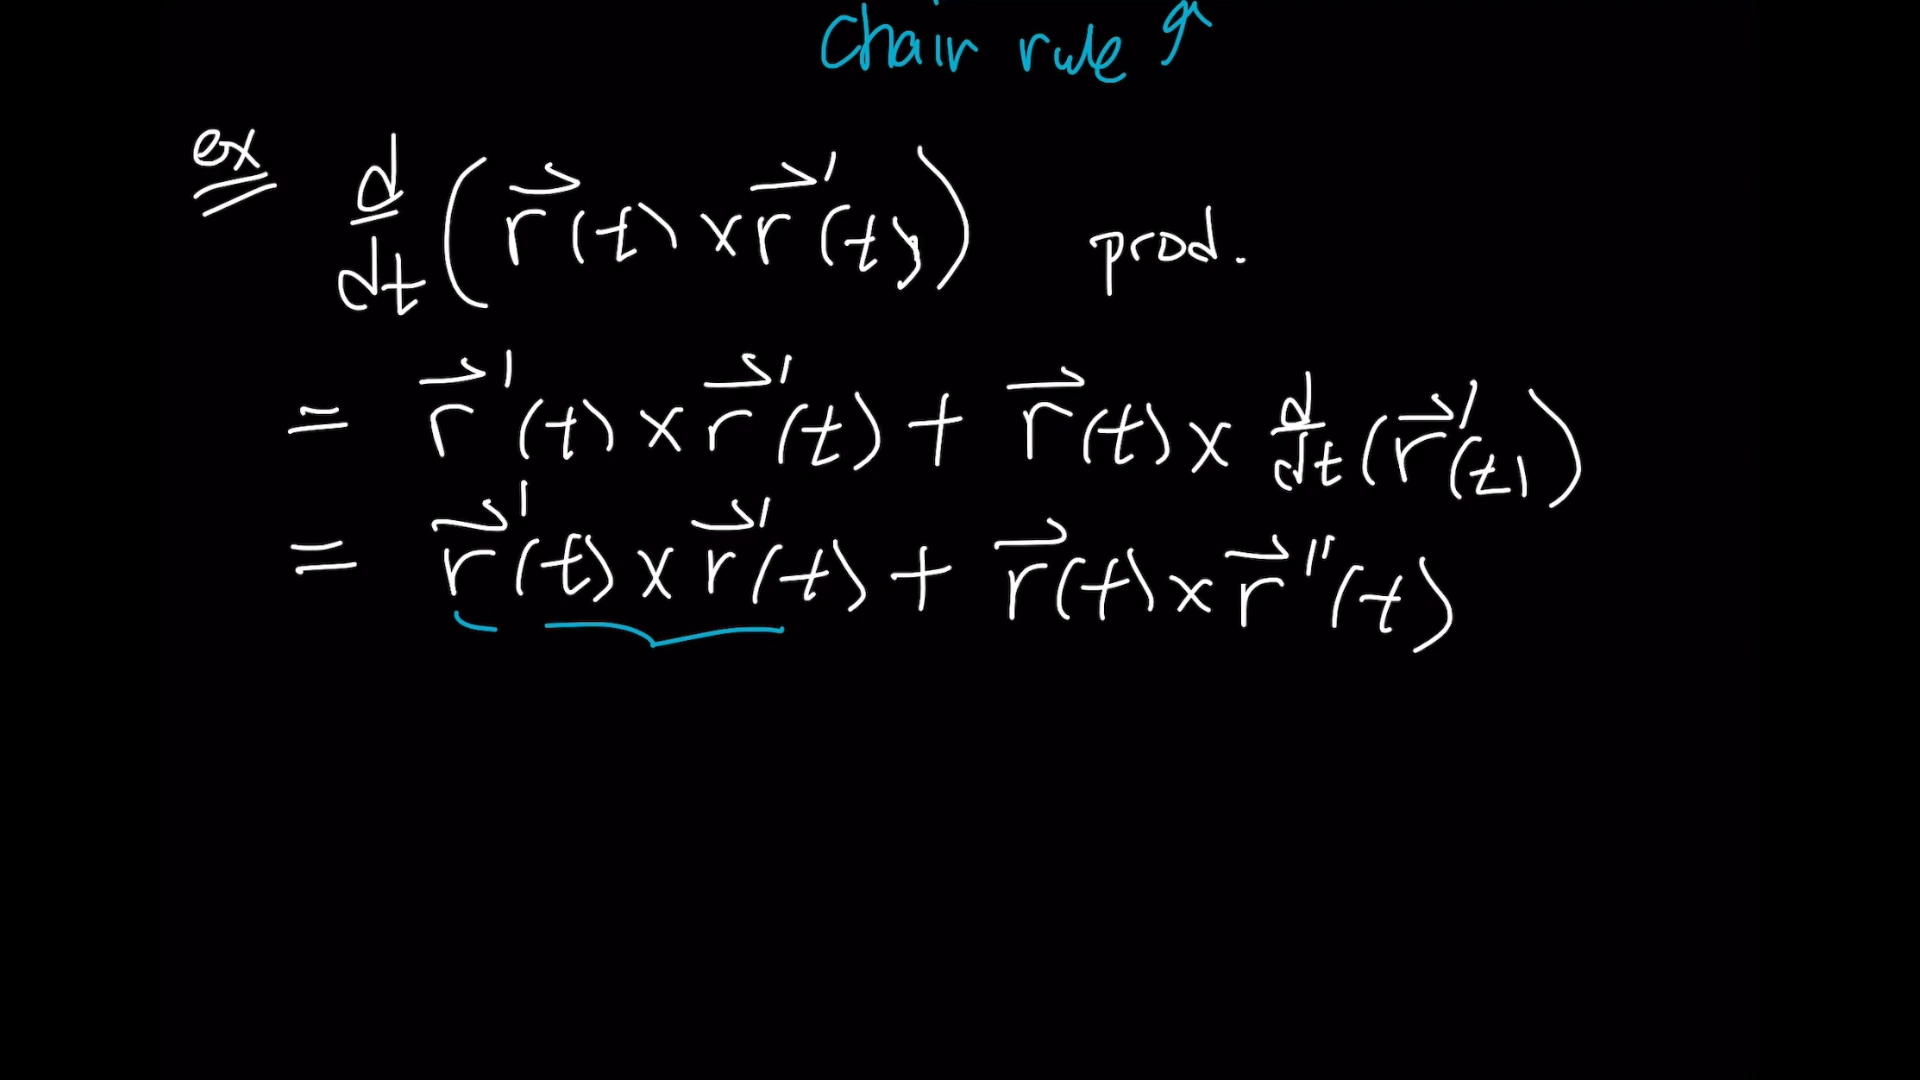 Chain rule ↗
ex d/dt (r⃗(t) × r⃗'(t)) prod.
= r⃗'(t) × r⃗'(t) + r⃗(t) × d/dt (r⃗'(t))
= r⃗'(t) × r⃗'(t) + r⃗(t) × r⃗''(t)